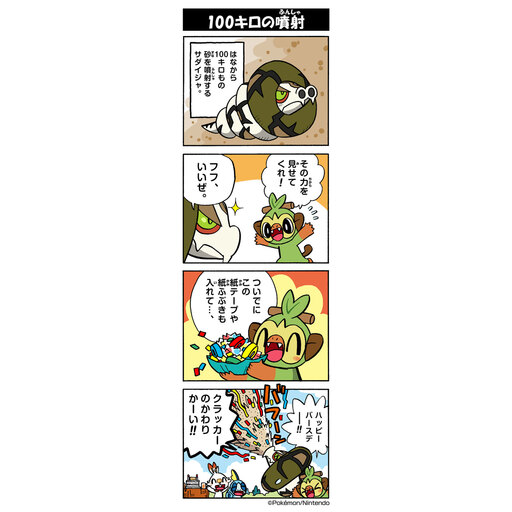 ふんしゃ
100キロの噴射
はなから
100キロもの
砂を噴射する
サダイジャ。
その力を
見せて
くれ!
フフ、
いいぜ。
ついでに
この
紙テープや
紙ふぶきも
入れて…、
ハッピー
バースデ
ー!!
バフーン
クラッカー
のかわり
かーい!!
©Pokémon/Nintendo